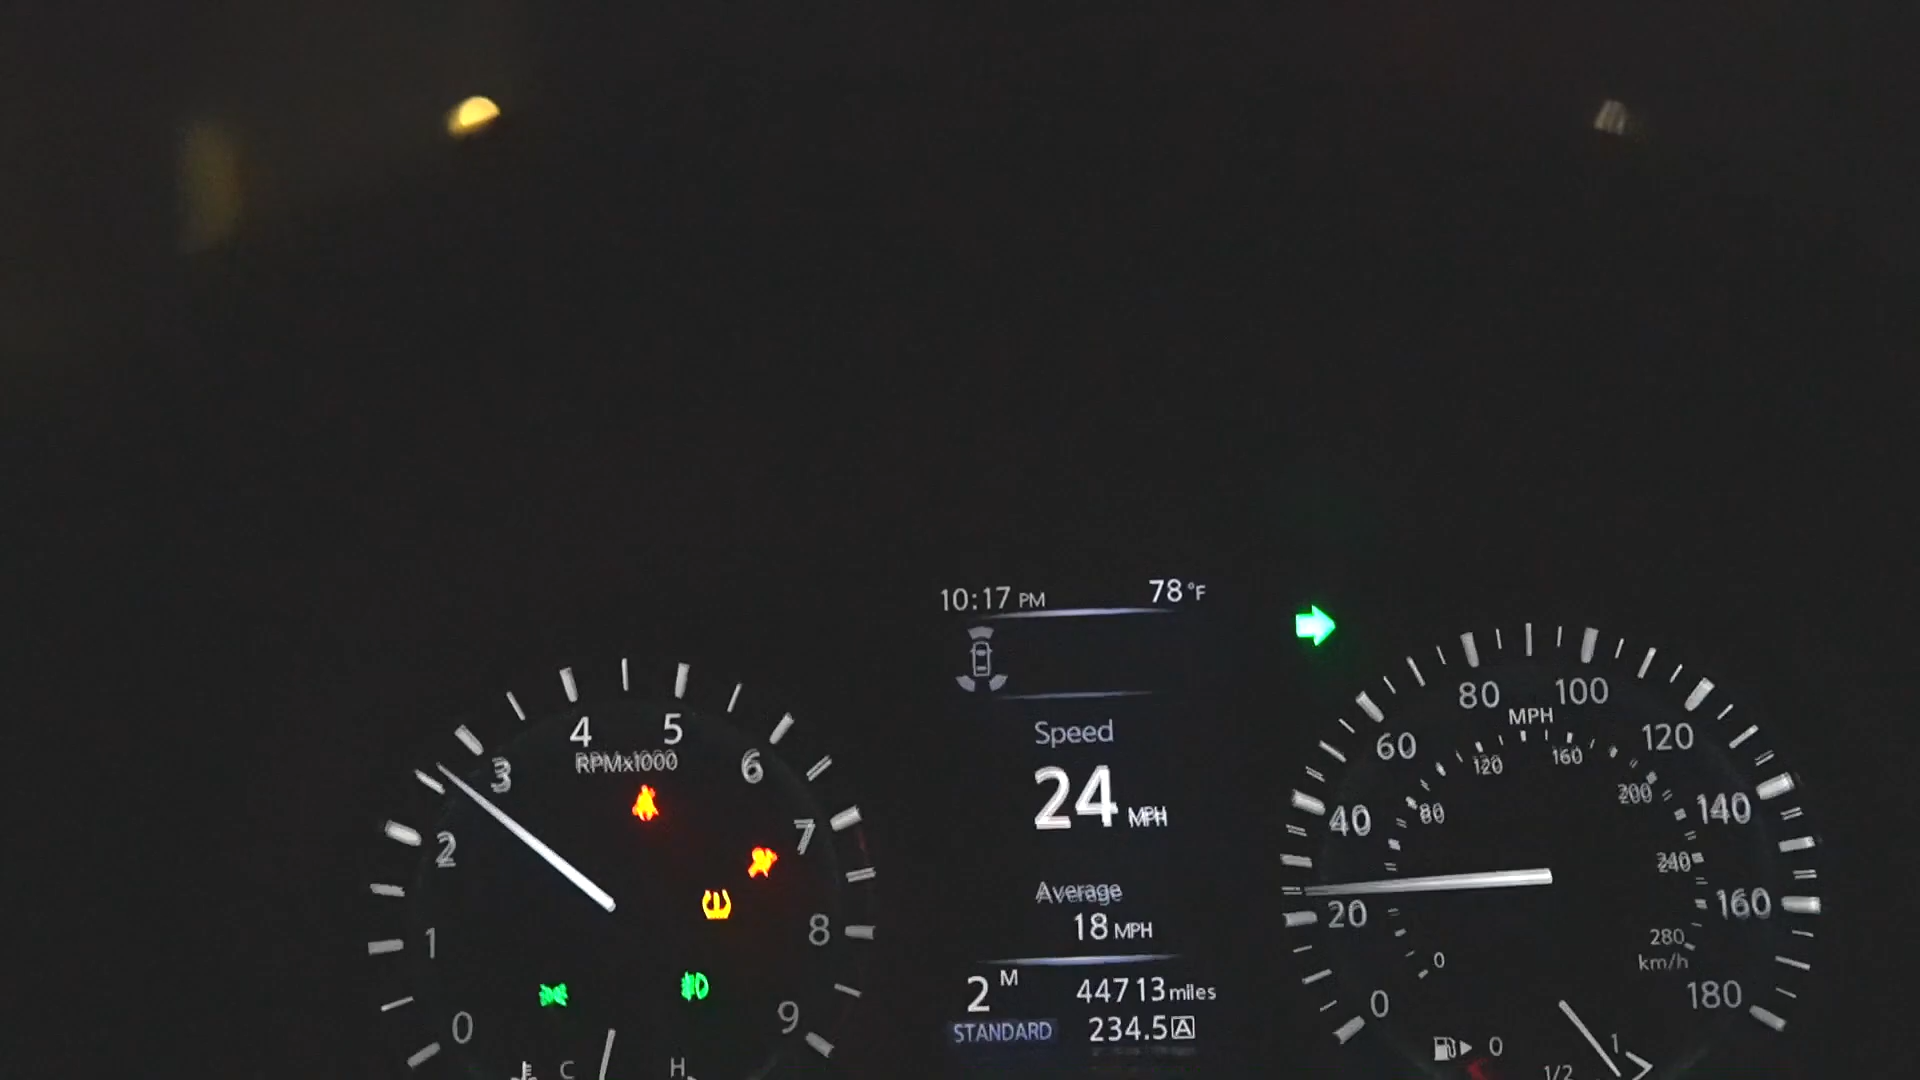 10:17 PM 78°F
Speed
24 MPH
Average
18 MPH
2 M 44713 miles
STANDARD 234.5 A
0 1 2 3 4 5 6 7 8 9
RPMx1000
C H
0 20 40 60 80 100 120 140 160 180
MPH
0 80 120 160 200 240 280
km/h
0 1/2 1